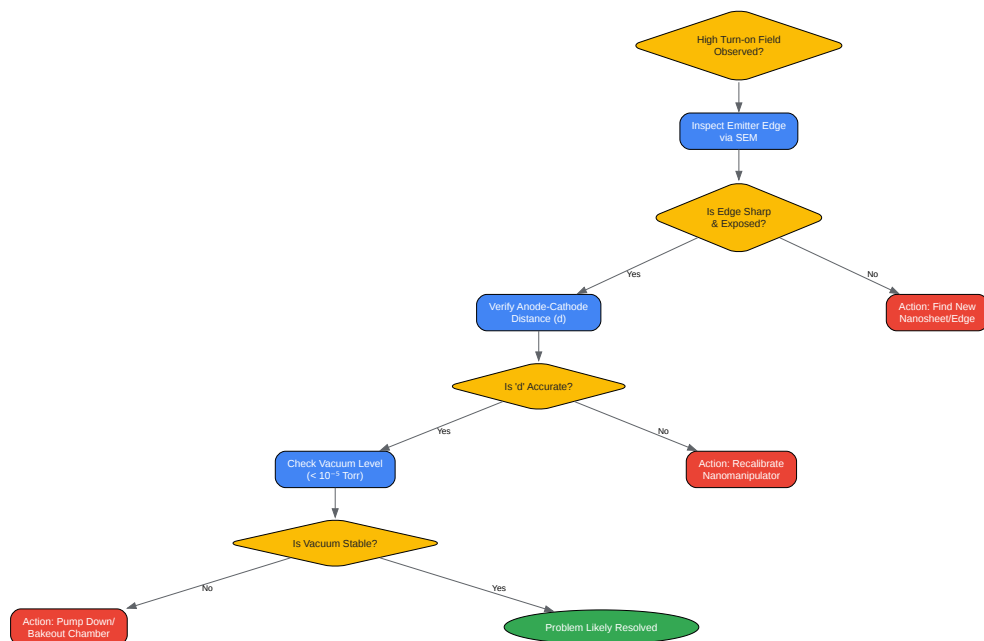 High Turn-on Field
Observed?
Inspect Emitter Edge
via SEM
Is Edge Sharp
& Exposed?
Yes
No
Verify Anode-Cathode
Distance (d)
Action: Find New
Nanosheet/Edge
Is 'd' Accurate?
Yes
No
Check Vacuum Level
(< 10⁻⁵ Torr)
Action: Recalibrate
Nanomanipulator
Is Vacuum Stable?
No
Yes
Action: Pump Down/
Bakeout Chamber
Problem Likely Resolved